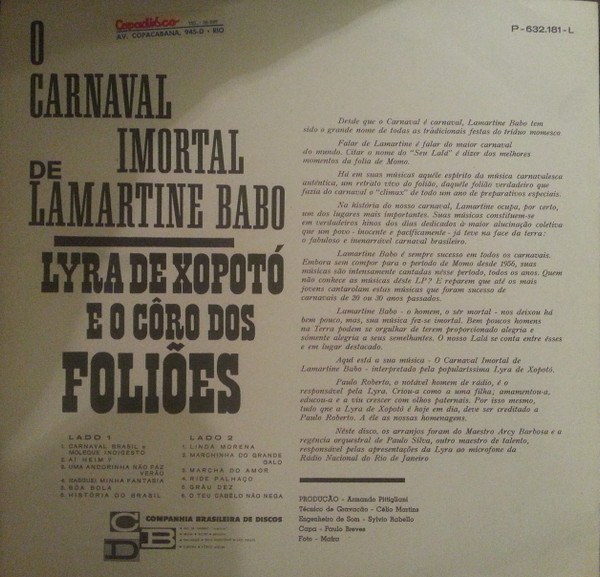 Copadisco TEL.
AV. COPACABANA, 945-D - RIO
P-632.181-L
O
CARNAVAL
IMORTAL
DE
LAMARTINE BABO
LYRA DE XOPOTÓ
E O CÔRO DOS
FOLIÕES
LADO 1
1. CARNAVAL BRASIL e
MOLEQUE INDIGESTO
2. AÍ HEIM ?
3. UMA ANDORINHA NÃO FAZ
VERÃO
4. RASGUEI MINHA FANTASIA
5. BÔA BOLA
6. HISTÓRIA DO BRASIL
LADO 2
1. LINDA MORENA
2. MARCHINHA DO GRANDE
GALO
3. MARCHA DO AMOR
4. RIDE PALHAÇO
5. GRÁU DEZ
6. O TEU CABÊLO NÃO NEGA
Desde que o Carnaval é carnaval, Lamartine Babo tem
sido o grande nome de todas as tradicionais festas do tríduo momesco
Falar de Lamartine é falar do maior carnaval
do mundo. Citar o nome do "Seu Lalá" é dizer dos melhores
momentos da folia de Momo.
Há em suas músicas aquêle espírito da música carnavalesca
autêntica, um retrato vivo do folião, daquêle folião verdadeiro que
fazia do carnaval o "climax" de todo um ano de preparativos especiais.
Na história do nosso carnaval, Lamartine ocupa, por certo,
um dos lugares mais importantes. Suas músicas constituem-se
em verdadeiros hinos dos dias dedicados à maior alucinação coletiva
que um povo - inocente e pacificamente - já teve na face da terra:
o fabuloso e inenarrável carnaval brasileiro.
Lamartine Babo é sempre sucesso em todos os carnavais.
Embora sem compor para o período de Momo desde 1956, suas
músicas são intensamente cantadas nêsse período, todos os anos. Quem
não conhece as músicas dêste LP? E reparem que até os mais
jovens cantarolam estas músicas que foram sucesso de
carnavais de 20 ou 30 anos passados.
Lamartine Babo - o homem, o sêr mortal - nos deixou há
bem pouco, mas, sua música fez-se imortal. Bem poucos homens
na Terra podem se orgulhar de terem proporcionado alegria e
sòmente alegria a seus semelhantes. O nosso Lalá se conta entre êsses
e em lugar destacado.
Aqui está a sua música - O Carnaval Imortal de
Lamartine Babo - interpretado pela popularíssima Lyra de Xopotó.
Paulo Roberto, o notável homem de rádio, é o
responsável pela Lyra. Criou-a como a uma filha; amamentou-a,
educou-a e a viu crescer com olhos paternais. Por isso mesmo,
tudo que a Lyra de Xopotó é hoje em dia, deve ser creditado a
Paulo Roberto. A êle as nossas homenagens.
Nêste disco, os arranjos foram do Maestro Arcy Barbosa e a
regência orquestral de Paulo Silva, outro maestro de talento,
responsável pelas apresentações da Lyra ao microfone da
Rádio Nacional do Rio de Janeiro
PRODUÇÃO - Armando Pittigliani
Técnico de Gravação - Célio Martins
Engenheiro de Som - Sylvio Rabello
Capa - Paulo Breves
Foto - Mafra
CBD
COMPANHIA BRASILEIRA DE DISCOS